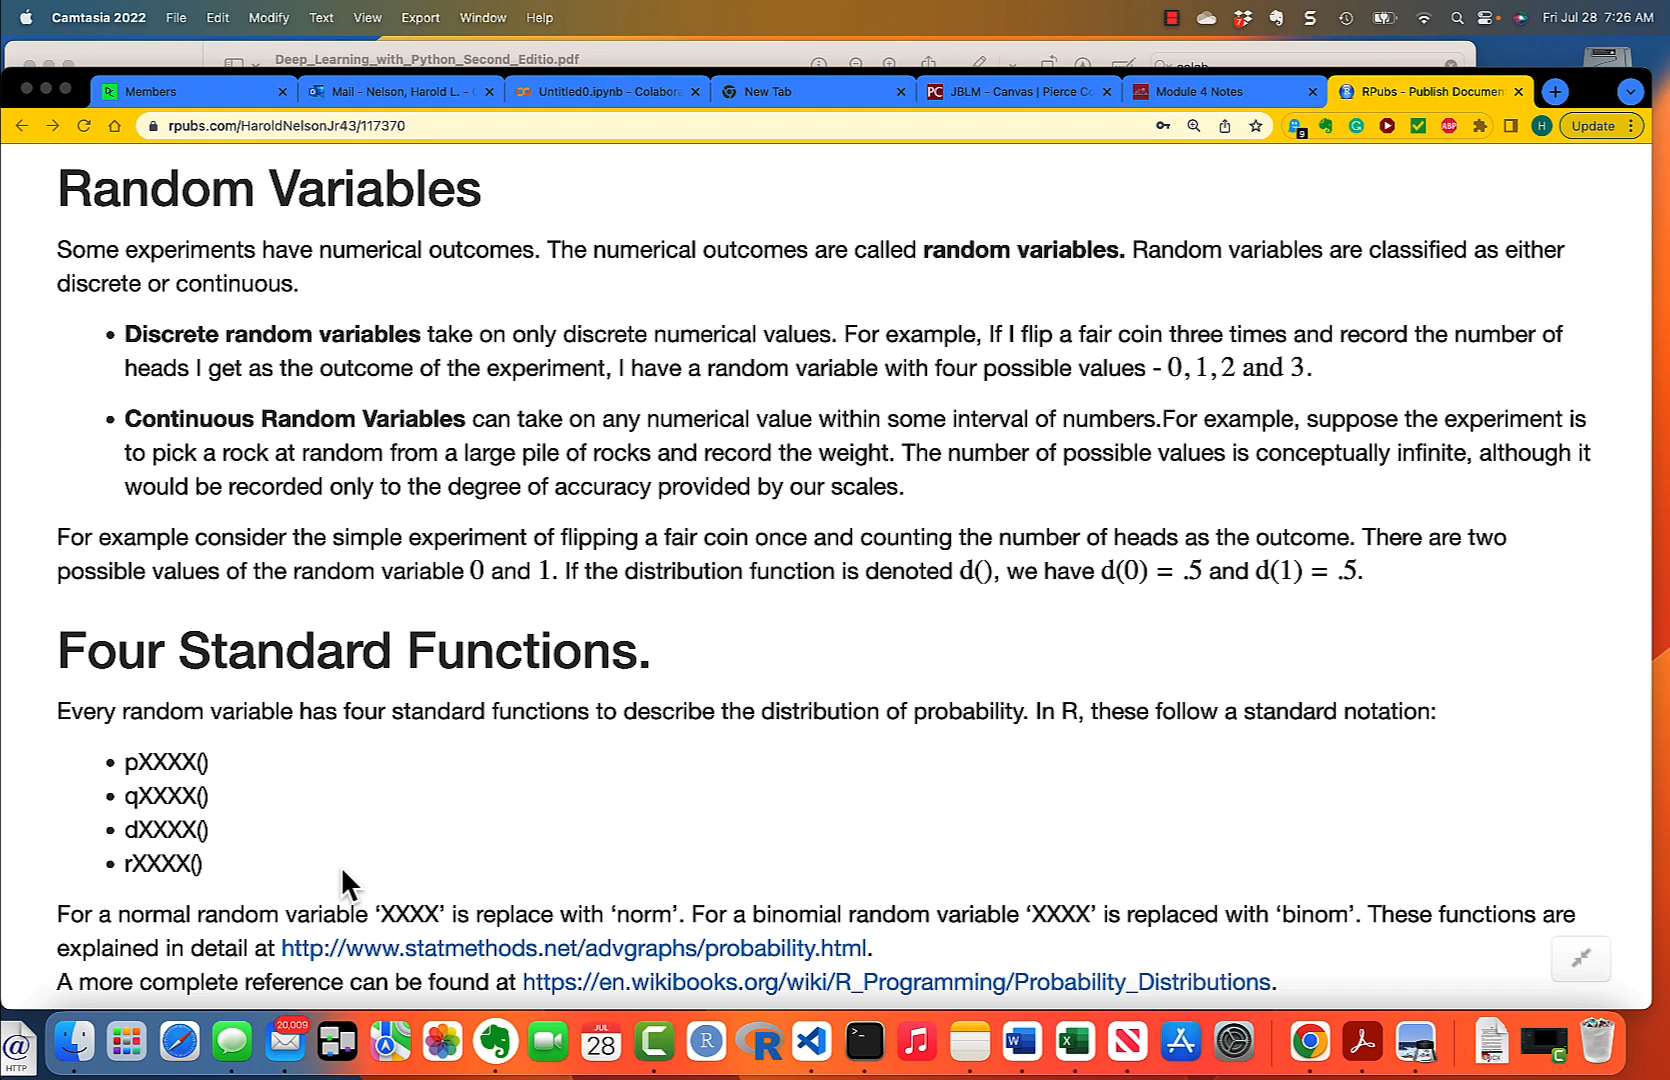 Camtasia 2022 File Edit Modify Text View Export Window Help Fri Jul 28 7:26 AM
Deep_Learning_with_Python_Second_Editio.pdf
Members Mail - Nelson, Harold L. - Untitled0.ipynb - Colabora New Tab JBLM - Canvas | Pierce Co Module 4 Notes RPubs - Publish Documen
rpubs.com/HaroldNelsonJr43/117370 9 ABP H Update
Random Variables
Some experiments have numerical outcomes. The numerical outcomes are called random variables. Random variables are classified as either
discrete or continuous.
• Discrete random variables take on only discrete numerical values. For example, If I flip a fair coin three times and record the number of
heads I get as the outcome of the experiment, I have a random variable with four possible values - 0, 1, 2 and 3.
• Continuous Random Variables can take on any numerical value within some interval of numbers.For example, suppose the experiment is
to pick a rock at random from a large pile of rocks and record the weight. The number of possible values is conceptually infinite, although it
would be recorded only to the degree of accuracy provided by our scales.
For example consider the simple experiment of flipping a fair coin once and counting the number of heads as the outcome. There are two
possible values of the random variable 0 and 1. If the distribution function is denoted d(), we have d(0) = .5 and d(1) = .5.
Four Standard Functions.
Every random variable has four standard functions to describe the distribution of probability. In R, these follow a standard notation:
• pXXXX()
• qXXXX()
• dXXXX()
• rXXXX()
For a normal random variable ‘XXXX’ is replace with ‘norm’. For a binomial random variable ‘XXXX’ is replaced with ‘binom’. These functions are
explained in detail at http://www.statmethods.net/advgraphs/probability.html.
A more complete reference can be found at https://en.wikibooks.org/wiki/R_Programming/Probability_Distributions.
20,009
JUL
28
HTTP